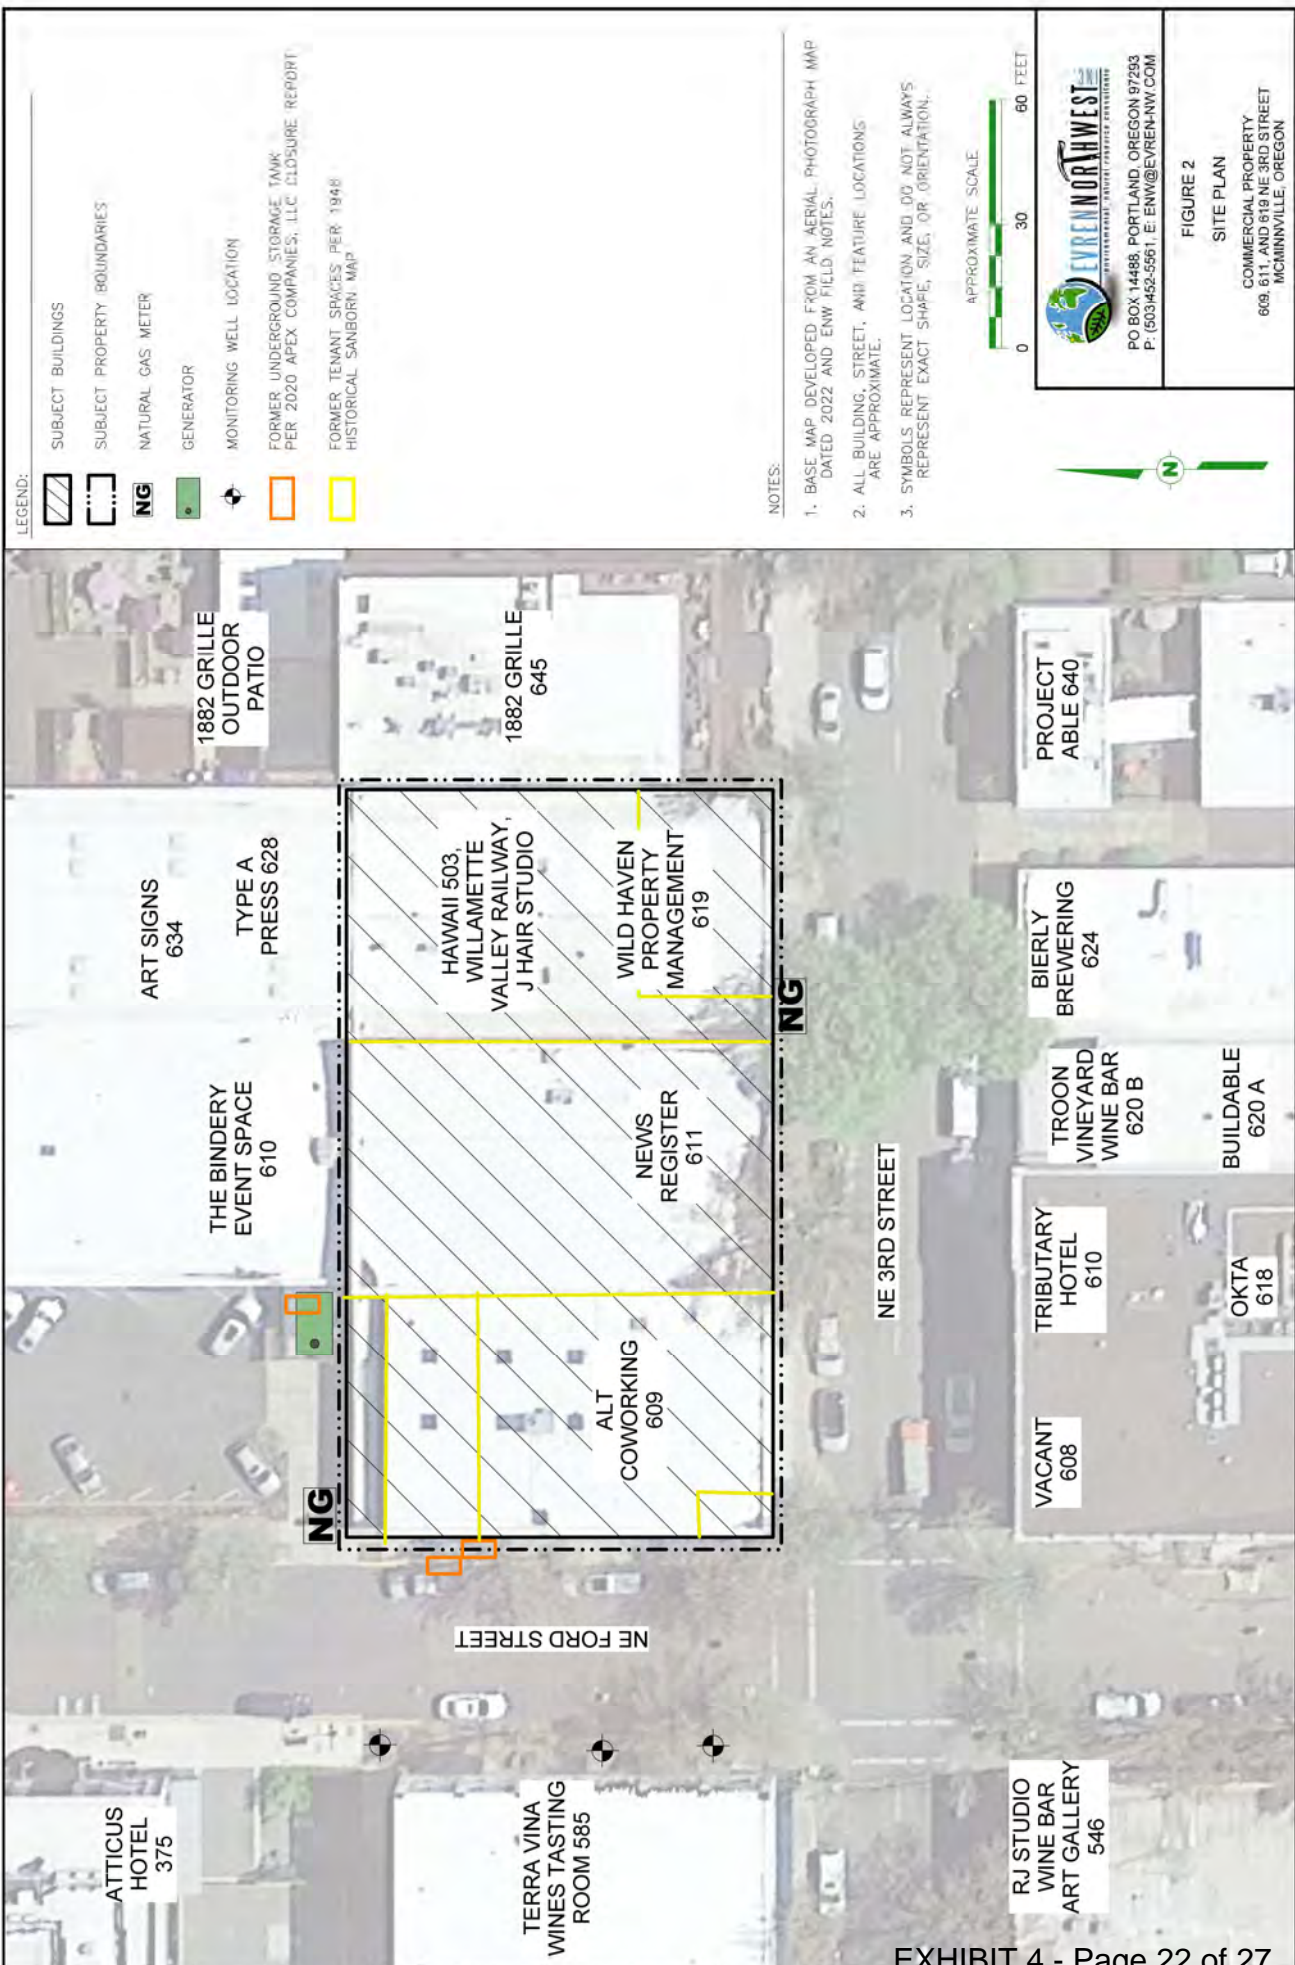 LEGEND:
SUBJECT BUILDINGS
SUBJECT PROPERTY BOUNDARIES
NG
NATURAL GAS METER
GENERATOR
MONITORING WELL LOCATION
FORMER UNDERGROUND STORAGE TANK
PER 2020 APEX COMPANIES, LLC CLOSURE REPORT
FORMER TENANT SPACES PER 1948
HISTORICAL SANBORN MAP
NOTES:
1. BASE MAP DEVELOPED FROM AN AERIAL PHOTOGRAPH MAP
DATED 2022 AND ENW FIELD NOTES.
2. ALL BUILDING, STREET, AND FEATURE LOCATIONS
ARE APPROXIMATE.
3. SYMBOLS REPRESENT LOCATION AND DO NOT ALWAYS
REPRESENT EXACT SHAPE, SIZE, OR ORIENTATION.
APPROXIMATE SCALE
0 30 60 FEET
N
EVREN NORTHWEST INC
environmental natural resource consultants
PO BOX 14488, PORTLAND, OREGON 97293
P: (503)452-5561, E: ENW@EVREN-NW.COM
FIGURE 2
SITE PLAN
COMMERCIAL PROPERTY
609, 611, AND 619 NE 3RD STREET
MCMINNVILLE, OREGON
ATTICUS
HOTEL
375
THE BINDERY
EVENT SPACE
610
ART SIGNS
634
TYPE A
PRESS 628
1882 GRILLE
OUTDOOR
PATIO
NG
TERRA VINA
WINES TASTING
ROOM 585
NE FORD STREET
ALT
COWORKING
609
NEWS
REGISTER
611
HAWAII 503,
WILLAMETTE
VALLEY RAILWAY,
J HAIR STUDIO
WILD HAVEN
PROPERTY
MANAGEMENT
619
1882 GRILLE
645
NG
NE 3RD STREET
RJ STUDIO
WINE BAR
ART GALLERY
546
VACANT
608
TRIBUTARY
HOTEL
610
OKTA
618
TROON
VINEYARD
WINE BAR
620 B
BUILDABLE
620 A
BIERLY
BREWERING
624
PROJECT
ABLE 640
EXHIBIT 4 - Page 22 of 27